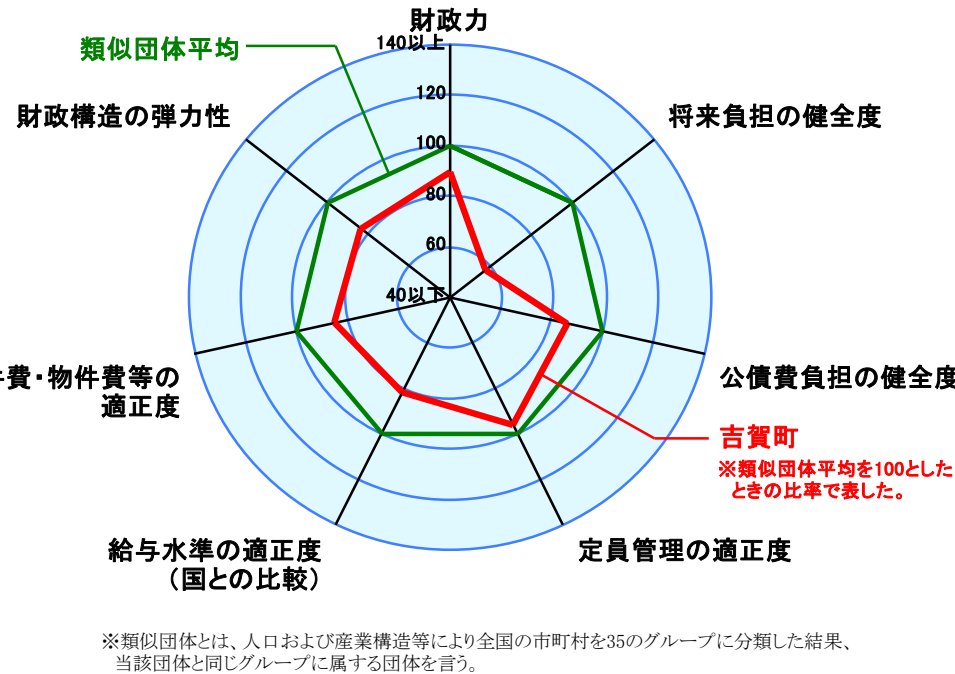 財政力
140以上
類似団体平均
120
財政構造の弾力性
将来負担の健全度
100
80
60
40以下
件費・物件費等の
適正度
公債費負担の健全度
吉賀町
※類似団体平均を100とした
ときの比率で表した。
給与水準の適正度
（国との比較）
定員管理の適正度
※類似団体とは、人口および産業構造等により全国の市町村を35のグループに分類した結果、
当該団体と同じグループに属する団体を言う。